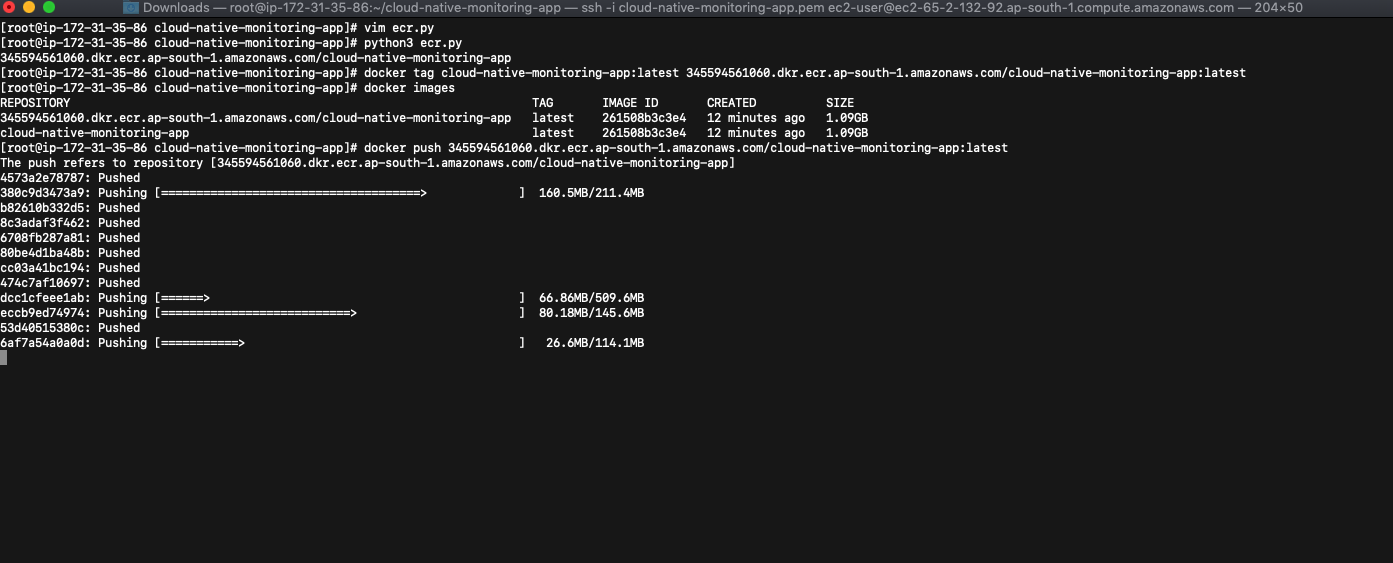 Downloads — root@ip-172-31-35-86:~/cloud-native-monitoring-app — ssh -i cloud-native-monitoring-app.pem ec2-user@ec2-65-2-132-92.ap-south-1.compute.amazonaws.com — 204×50
[root@ip-172-31-35-86 cloud-native-monitoring-app]# vim ecr.py
[root@ip-172-31-35-86 cloud-native-monitoring-app]# python3 ecr.py
345594561060.dkr.ecr.ap-south-1.amazonaws.com/cloud-native-monitoring-app
[root@ip-172-31-35-86 cloud-native-monitoring-app]# docker tag cloud-native-monitoring-app:latest 345594561060.dkr.ecr.ap-south-1.amazonaws.com/cloud-native-monitoring-app:latest
[root@ip-172-31-35-86 cloud-native-monitoring-app]# docker images
REPOSITORY TAG IMAGE ID CREATED SIZE
345594561060.dkr.ecr.ap-south-1.amazonaws.com/cloud-native-monitoring-app latest 261508b3c3e4 12 minutes ago 1.09GB
cloud-native-monitoring-app latest 261508b3c3e4 12 minutes ago 1.09GB
[root@ip-172-31-35-86 cloud-native-monitoring-app]# docker push 345594561060.dkr.ecr.ap-south-1.amazonaws.com/cloud-native-monitoring-app:latest
The push refers to repository [345594561060.dkr.ecr.ap-south-1.amazonaws.com/cloud-native-monitoring-app]
4573a2e78787: Pushed
380c9d3473a9: Pushing [=====================================> ] 160.5MB/211.4MB
b82610b332d5: Pushed
8c3adaf3f462: Pushed
6708fb287a81: Pushed
80be4d1ba48b: Pushed
cc03a41bc194: Pushed
474c7af10697: Pushed
dcc1cfeee1ab: Pushing [======> ] 66.86MB/509.6MB
eccb9ed74974: Pushing [===========================> ] 80.18MB/145.6MB
53d40515380c: Pushed
6af7a54a0a0d: Pushing [===========> ] 26.6MB/114.1MB